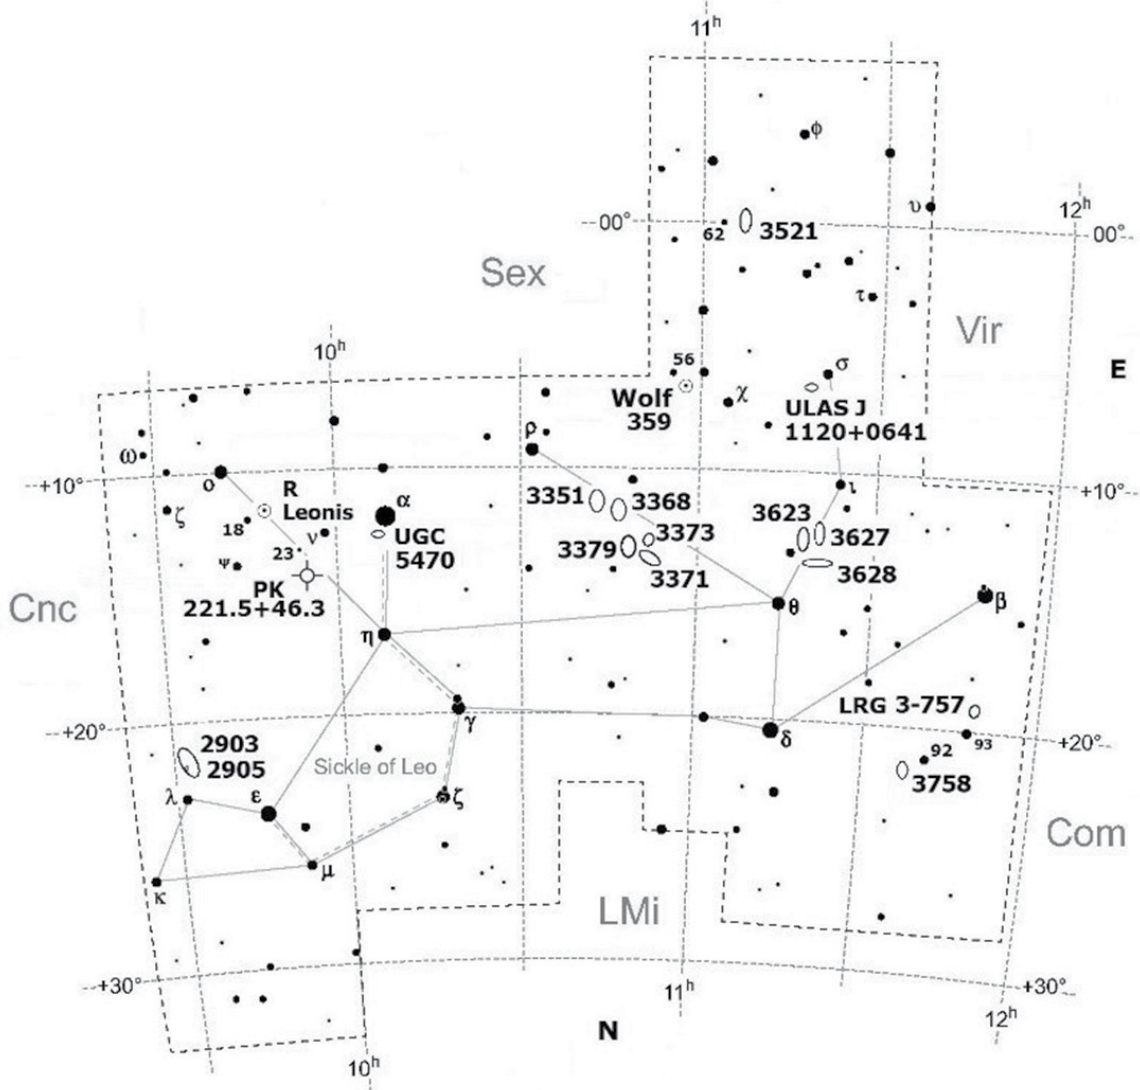 11h
ϕ
υ
12h
00°
62
3521
00°
Sex
τ
Vir
10h
56
σ
E
Wolf
359
χ
ULAS J
1120+0641
ω
ρ
+10°
ο
R
Leonis
α
3351
3368
ι
+10°
ζ
18
ν
UGC
5470
3373
3623
3627
ψ
23
3379
3371
3628
PK
221.5+46.3
Cnc
η
θ
β
γ
LRG 3-757
+20°
δ
+20°
2903
2905
Sickle of Leo
92
93
3758
λ
ε
ζ
Com
μ
κ
LMi
+30°
11h
+30°
N
12h
10h